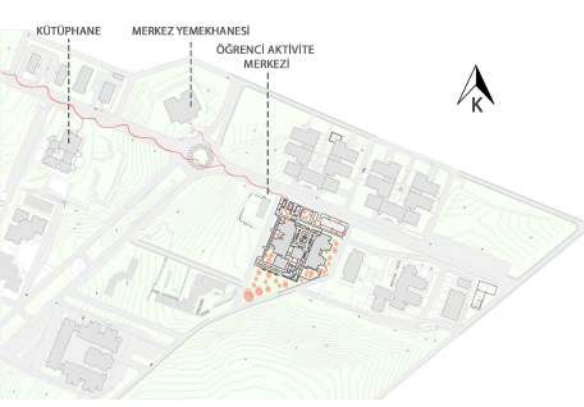 KÜTÜPHANE
MERKEZ YEMEKHANESİ
ÖĞRENCİ AKTİVİTE
MERKEZİ
K